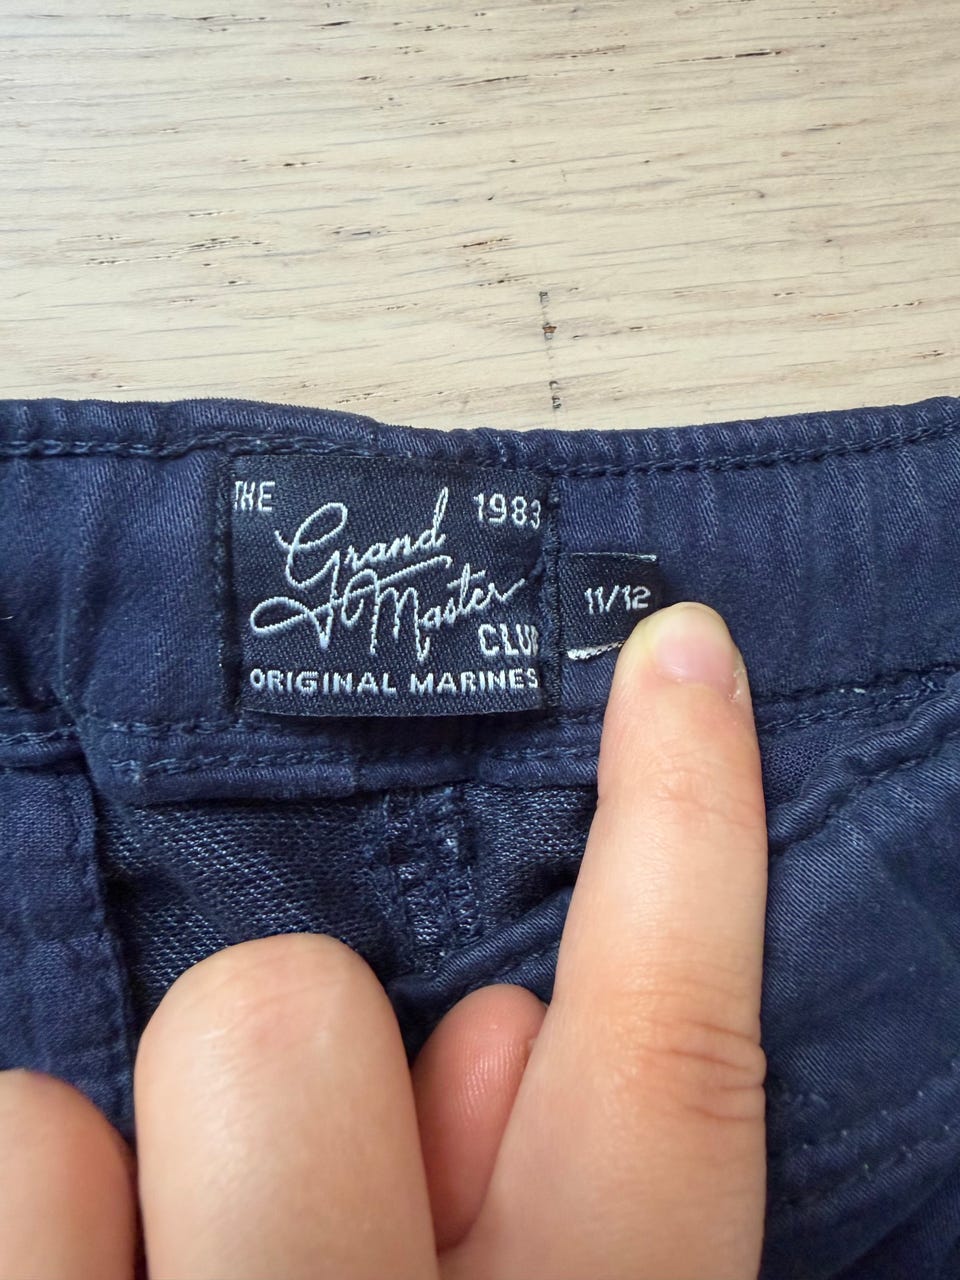 THE 1983
Grand
Master
CLUB
ORIGINAL MARINES
11/12